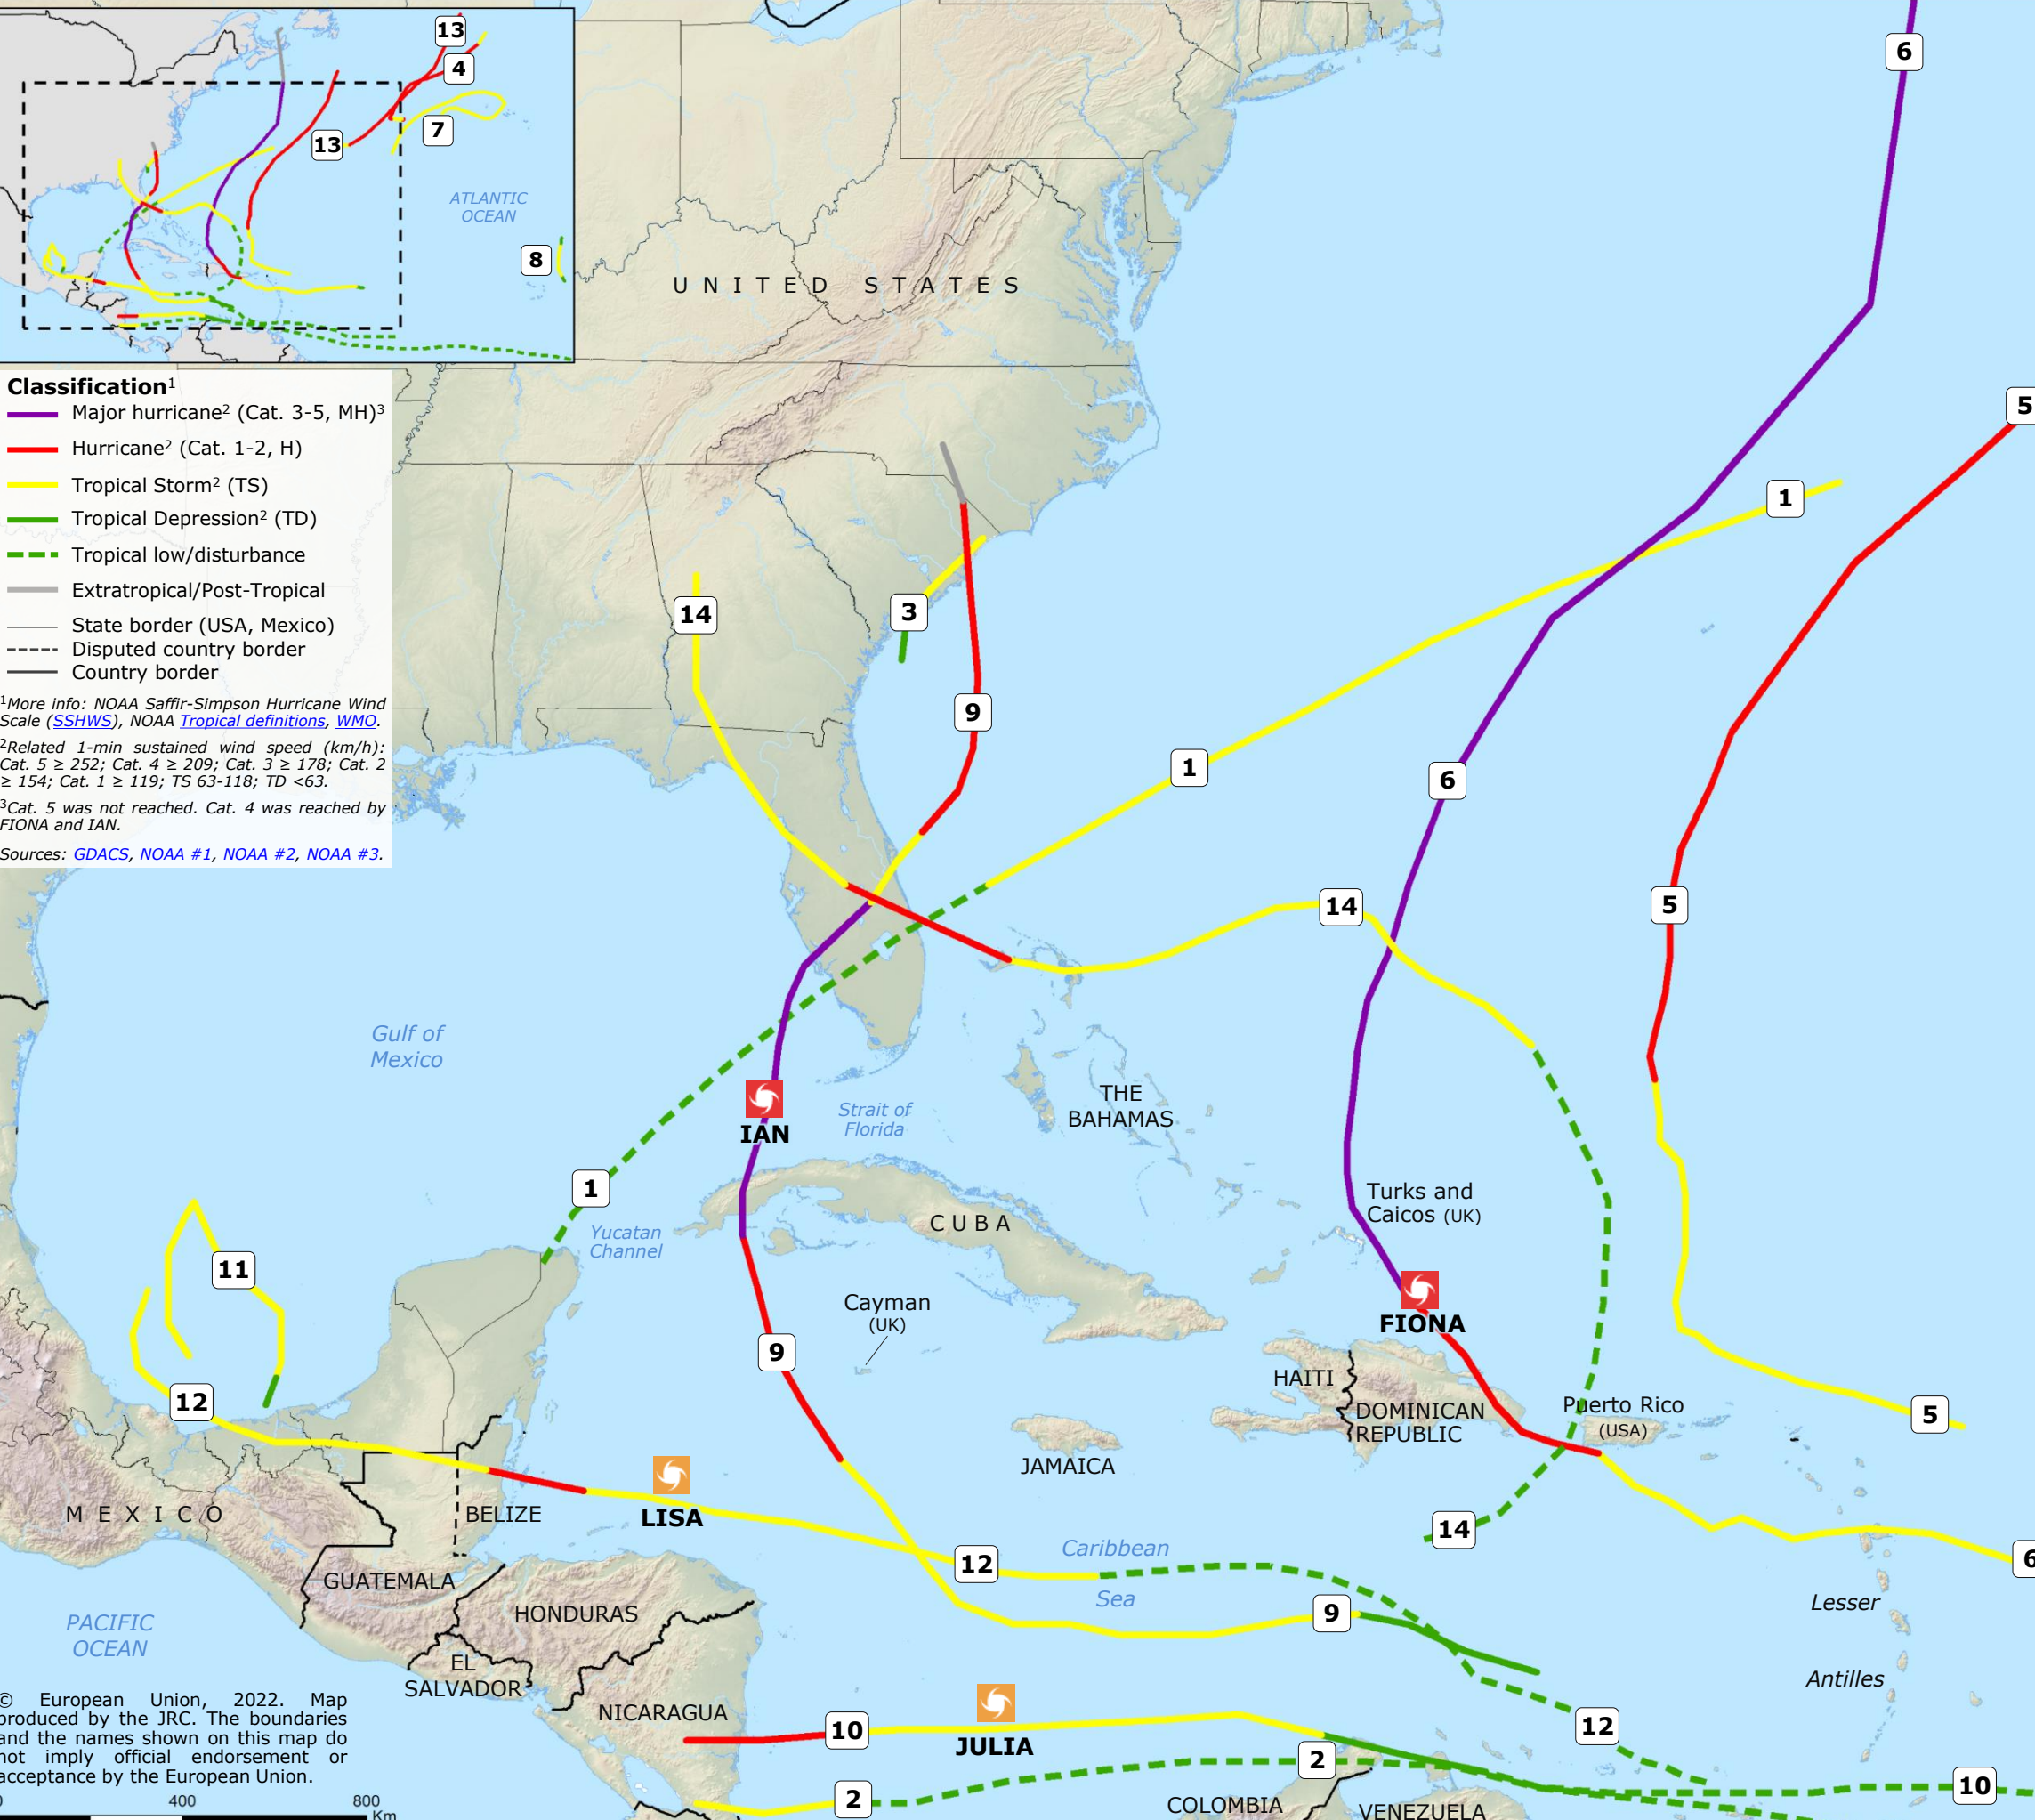 13
4
7
13
ATLANTIC
OCEAN
8
6
UNITED STATES
Classification1
Major hurricane2 (Cat. 3-5, MH)3
Hurricane2 (Cat. 1-2, H)
Tropical Storm2 (TS)
Tropical Depression2 (TD)
Tropical low/disturbance
Extratropical/Post-Tropical
State border (USA, Mexico)
Disputed country border
Country border
1More info: NOAA Saffir-Simpson Hurricane Wind
Scale (SSHWS), NOAA Tropical definitions, WMO.
2Related 1-min sustained wind speed (km/h):
Cat. 5 ≥ 252; Cat. 4 ≥ 209; Cat. 3 ≥ 178; Cat. 2
≥ 154; Cat. 1 ≥ 119; TS 63-118; TD <63.
3Cat. 5 was not reached. Cat. 4 was reached by
FIONA and IAN.
Sources: GDACS, NOAA #1, NOAA #2, NOAA #3.
5
1
14
3
9
1
6
5
14
Gulf of
Mexico
IAN
Strait of
Florida
THE
BAHAMAS
1
Yucatan
Channel
Turks and
Caicos (UK)
CUBA
11
Cayman
(UK)
FIONA
9
HAITI
DOMINICAN
REPUBLIC
Puerto Rico
(USA)
5
12
JAMAICA
MEXICO
BELIZE
LISA
14
12
Caribbean
Sea
6
GUATEMALA
HONDURAS
9
Lesser
Antilles
PACIFIC
OCEAN
EL
SALVADOR
NICARAGUA
10
JULIA
12
2
2
10
COLOMBIA
VENEZUELA
© European Union, 2022. Map
produced by the JRC. The boundaries
and the names shown on this map do
not imply official endorsement or
acceptance by the European Union.
0 400 800
Km